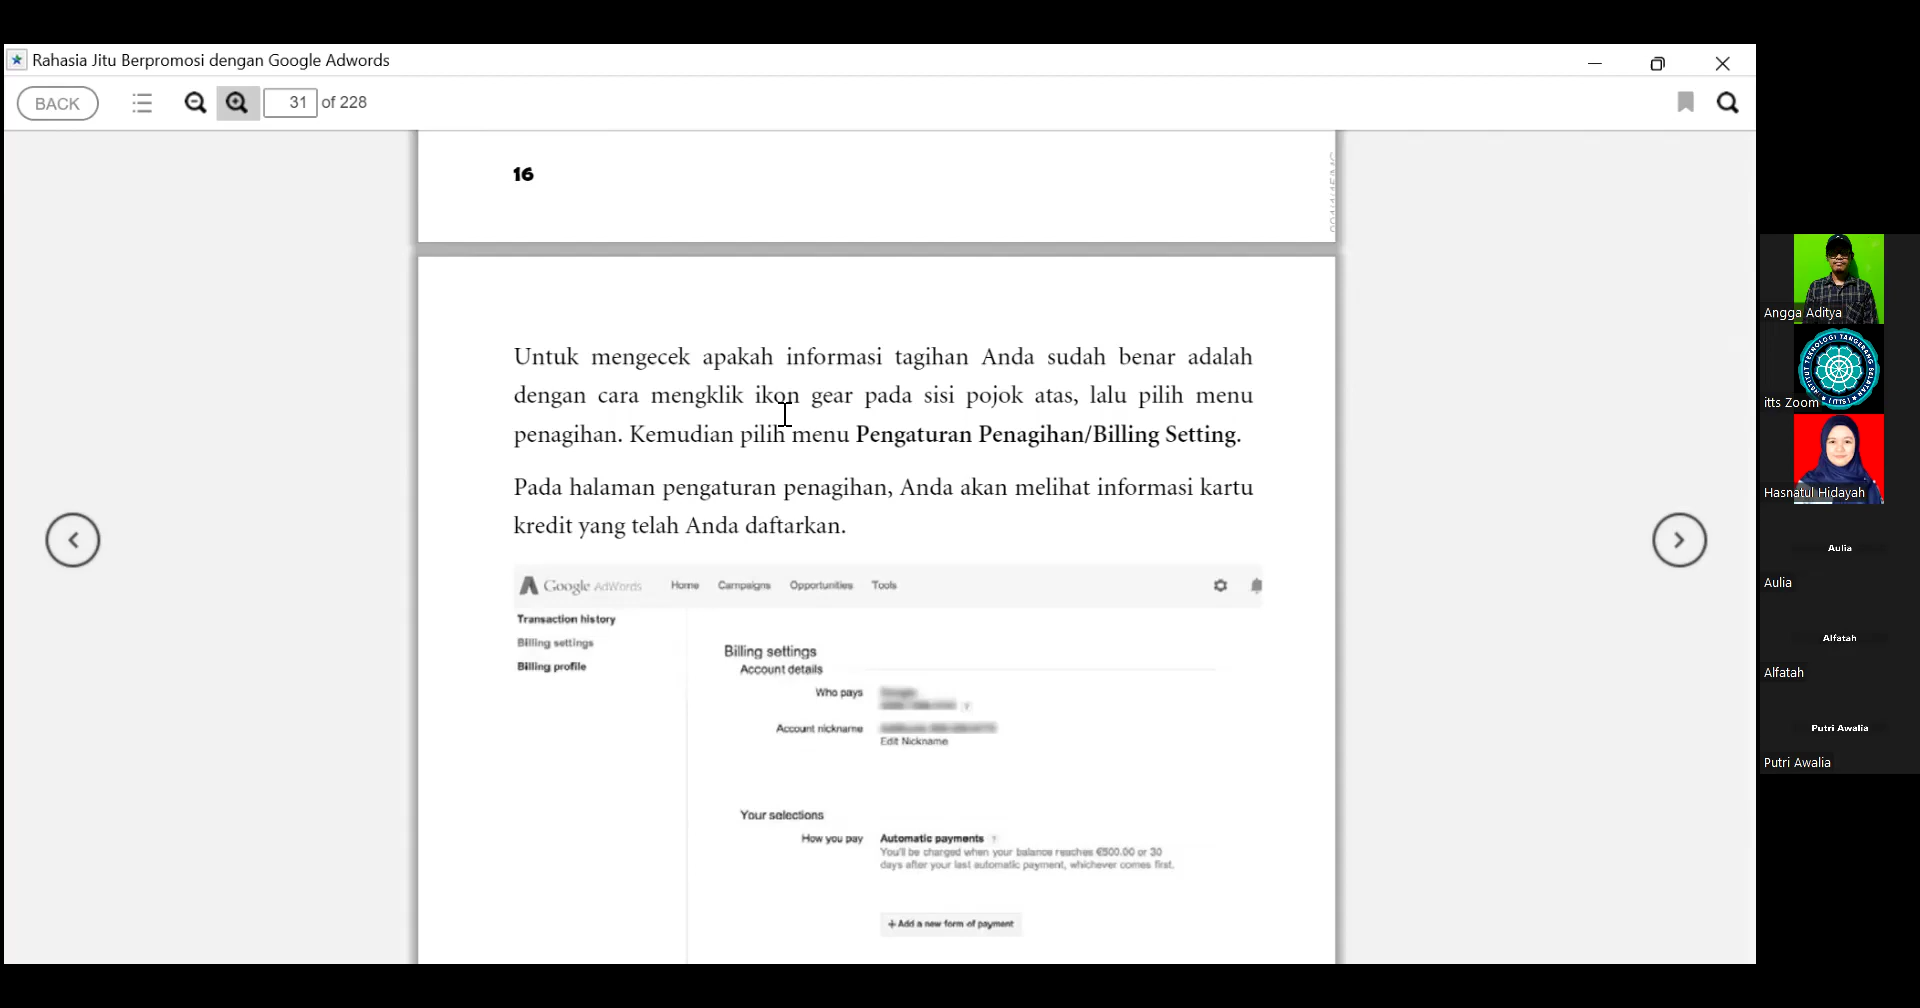 Rahasia Jitu Berpromosi dengan Google Adwords
BACK
31 of 228
16
Untuk mengecek apakah informasi tagihan Anda sudah benar adalah
dengan cara mengklik ikon gear pada sisi pojok atas, lalu pilih menu
penagihan. Kemudian pilih menu Pengaturan Penagihan/Billing Setting.
Pada halaman pengaturan penagihan, Anda akan melihat informasi kartu
kredit yang telah Anda daftarkan.
Google AdWords Home Campaigns Opportunities Tools
Transaction history
Billing settings
Billing profile
Billing settings
Account details
Who pays
Account nickname
Edit Nickname
Your selections
How you pay Automatic payments ?
You'll be charged when your balance reaches €500.00 or 30
days after your last automatic payment, whichever comes first.
+ Add a new form of payment
Angga Aditya
INSTITUT TEKNOLOGI TANGERANG SELATAN
(ITTS)
itts Zoom
Hasnatul Hidayah
Aulia
Aulia
Alfatah
Alfatah
Putri Awalia
Putri Awalia